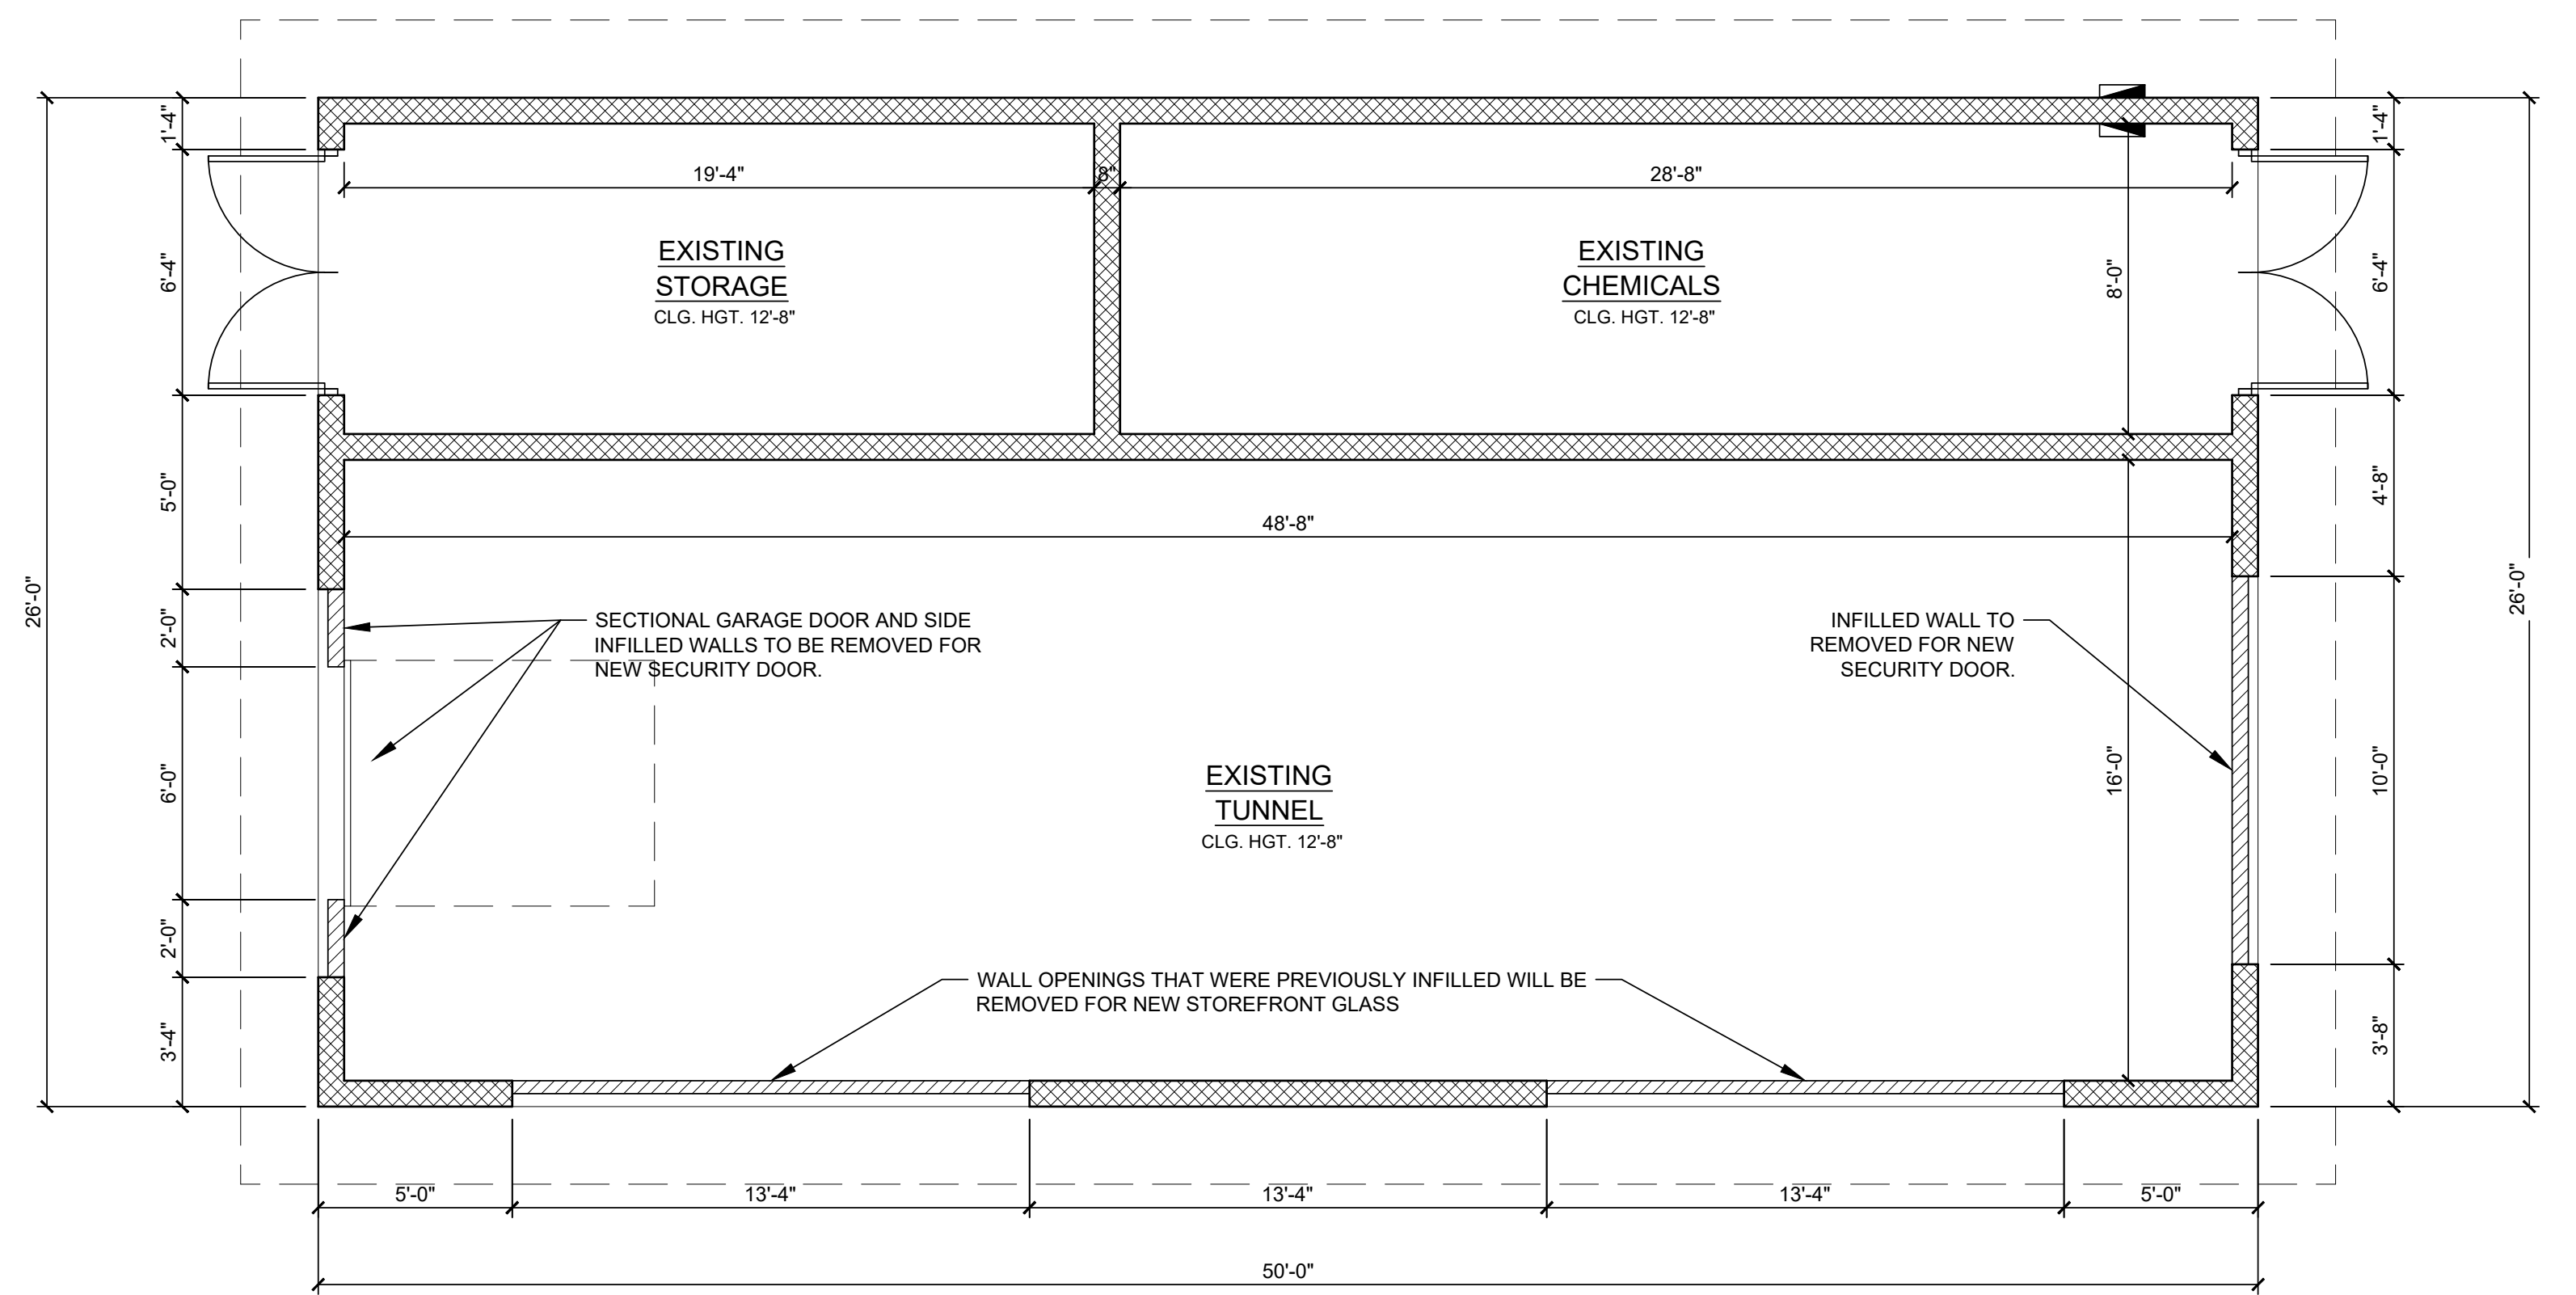 1'-4"
1'-4"
19'-4"
8"
28'-8"
EXISTING
STORAGE
CLG. HGT. 12'-8"
EXISTING
CHEMICALS
CLG. HGT. 12'-8"
6'-4"
8'-0"
6'-4"
5'-0"
4'-8"
48'-8"
26'-0"
26'-0"
2'-0"
SECTIONAL GARAGE DOOR AND SIDE
INFILLED WALLS TO BE REMOVED FOR
NEW SECURITY DOOR.
INFILLED WALL TO
REMOVED FOR NEW
SECURITY DOOR.
6'-0"
EXISTING
TUNNEL
CLG. HGT. 12'-8"
16'-0"
10'-0"
2'-0"
WALL OPENINGS THAT WERE PREVIOUSLY INFILLED WILL BE
REMOVED FOR NEW STOREFRONT GLASS
3'-4"
3'-8"
5'-0"
13'-4"
13'-4"
13'-4"
5'-0"
50'-0"